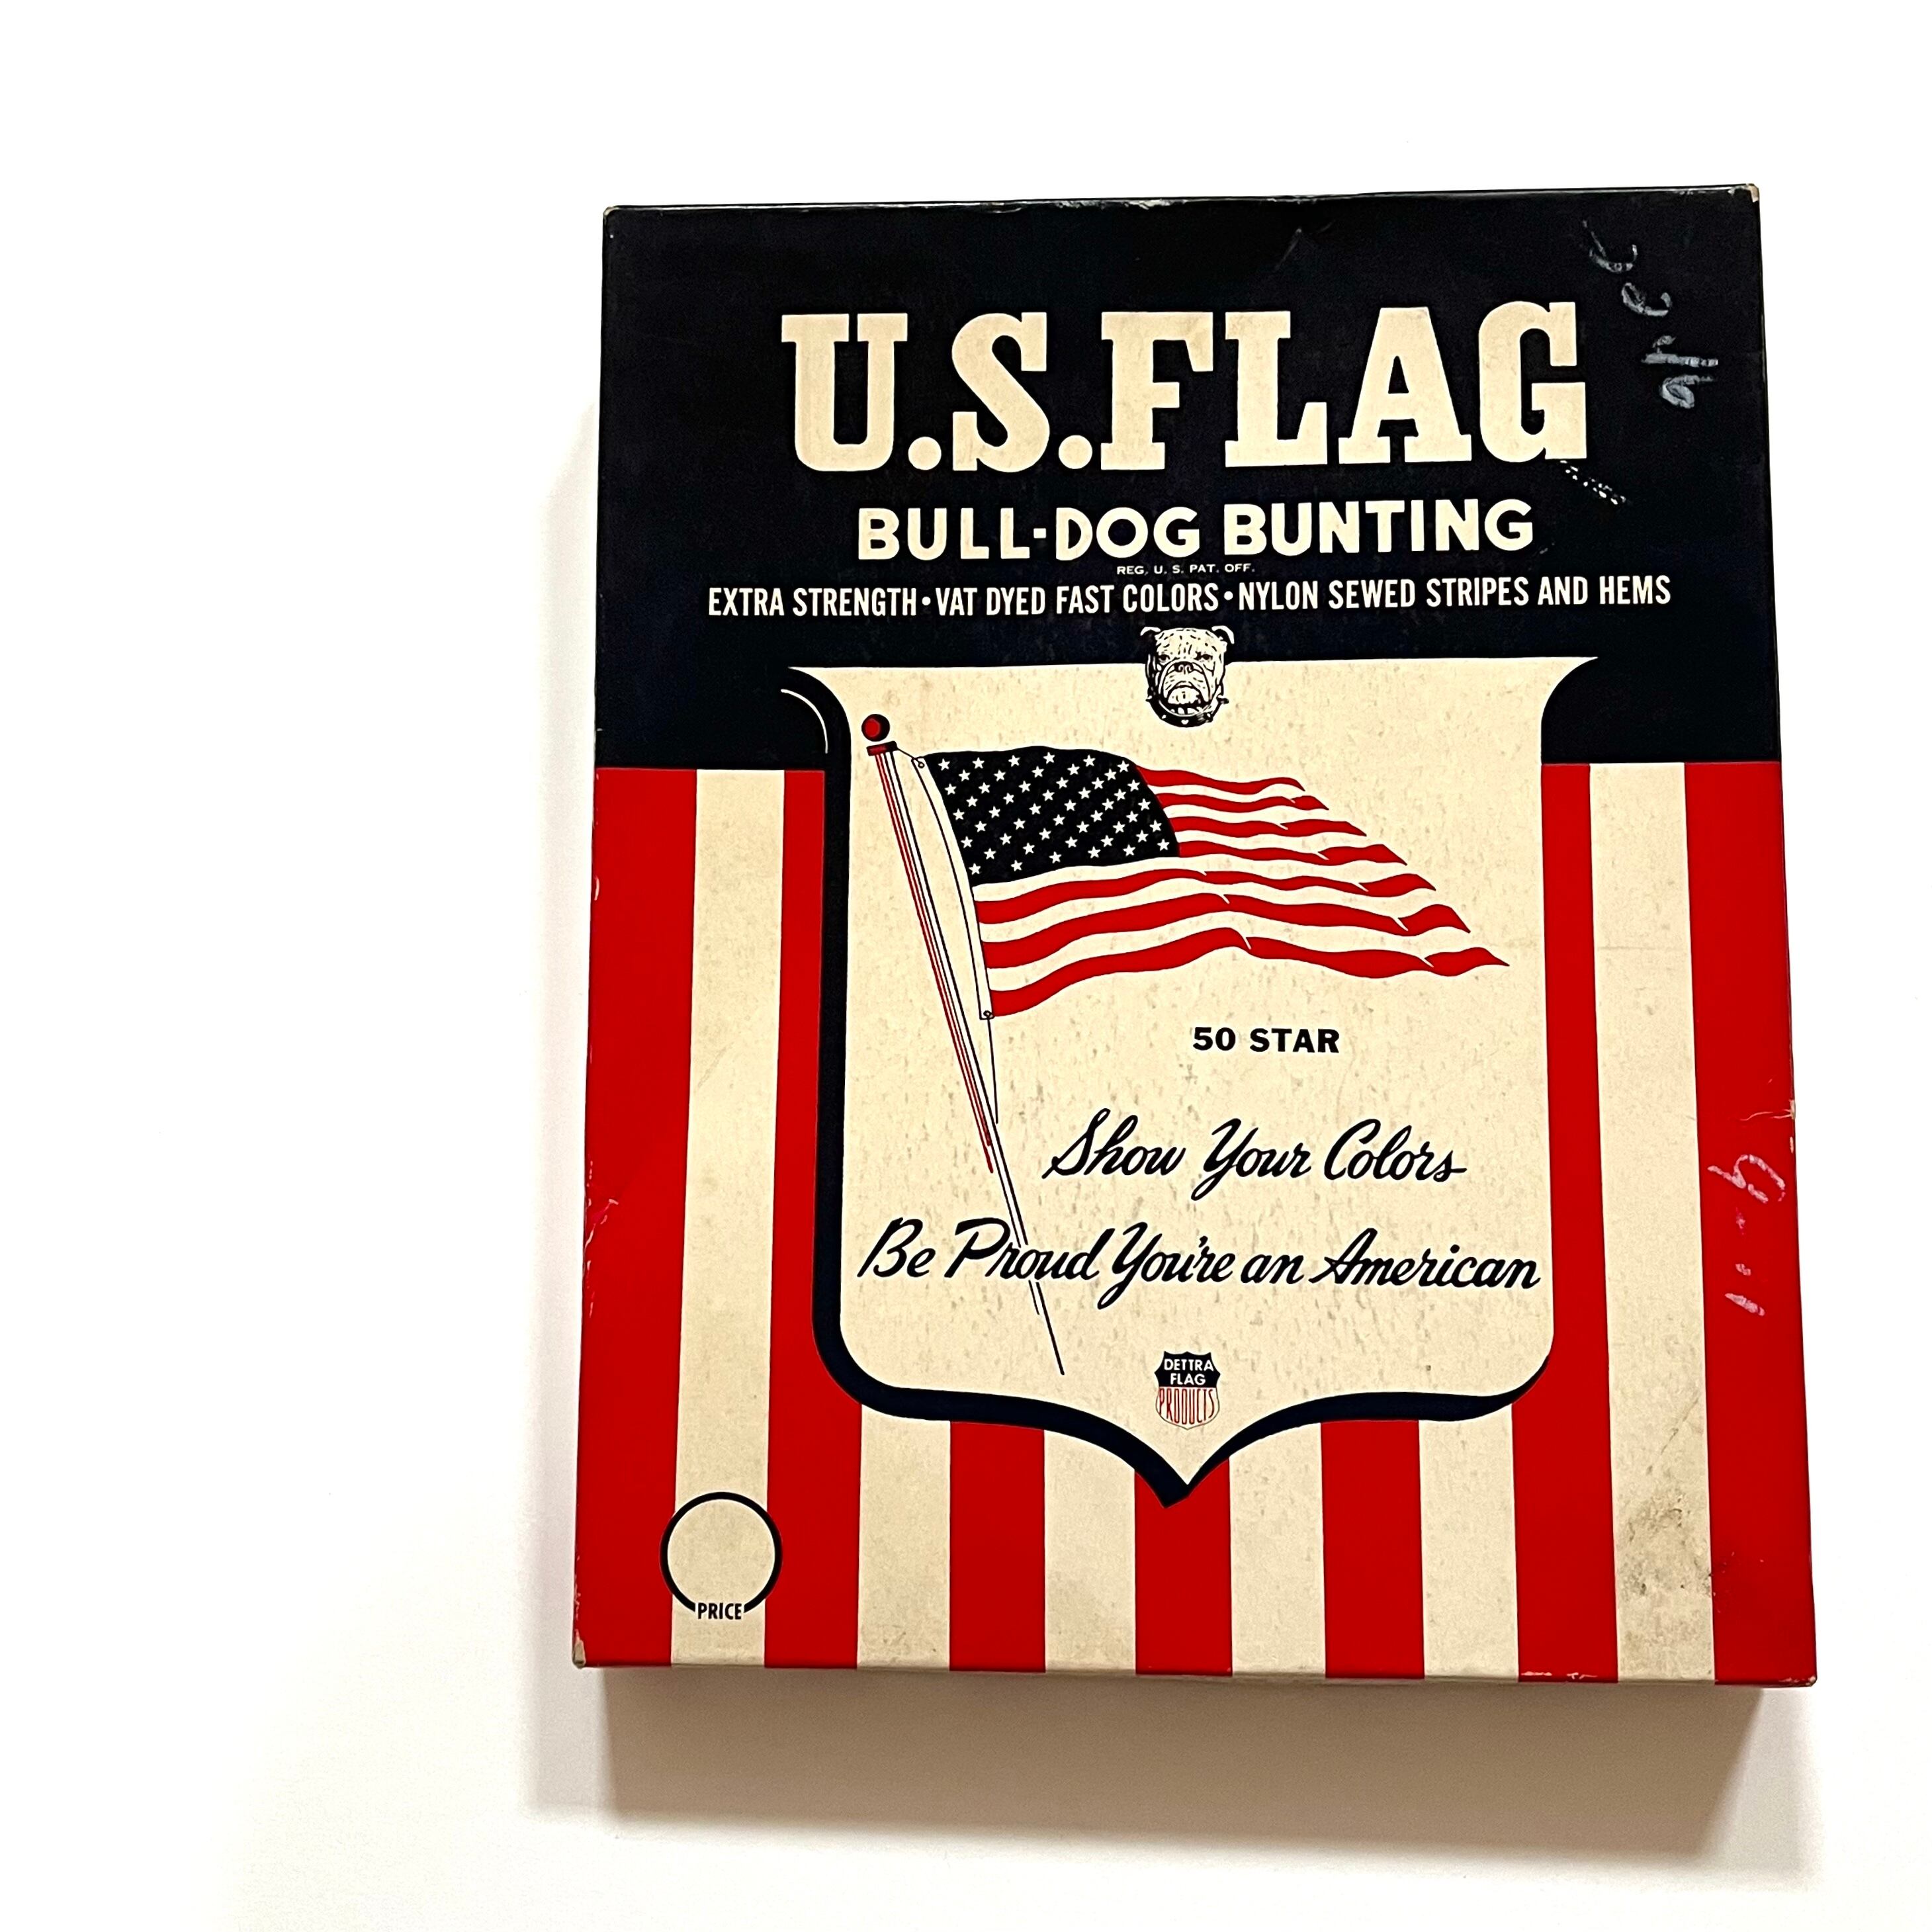 U.S. FLAG
BULL-DOG BUNTING
REG. U. S. PAT. OFF.
EXTRA STRENGTH • VAT DYED FAST COLORS • NYLON SEWED STRIPES AND HEMS
50 STAR
Show Your Colors
Be Proud You're an American
DETTRA
FLAG
PRODUCTS
PRICE